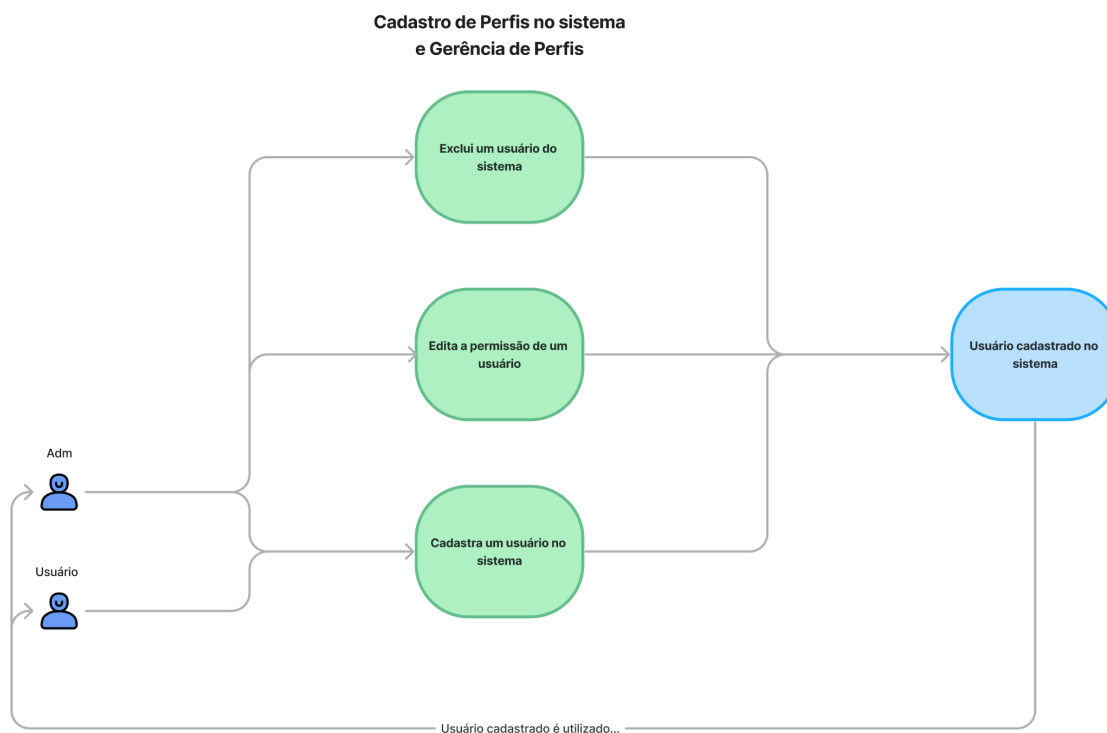 Cadastro de Perfis no sistema
e Gerência de Perfis
Exclui um usuário do
sistema
Edita a permissão de um
usuário
Usuário cadastrado no
sistema
Adm
Cadastra um usuário no
sistema
Usuário
Usuário cadastrado é utilizado...